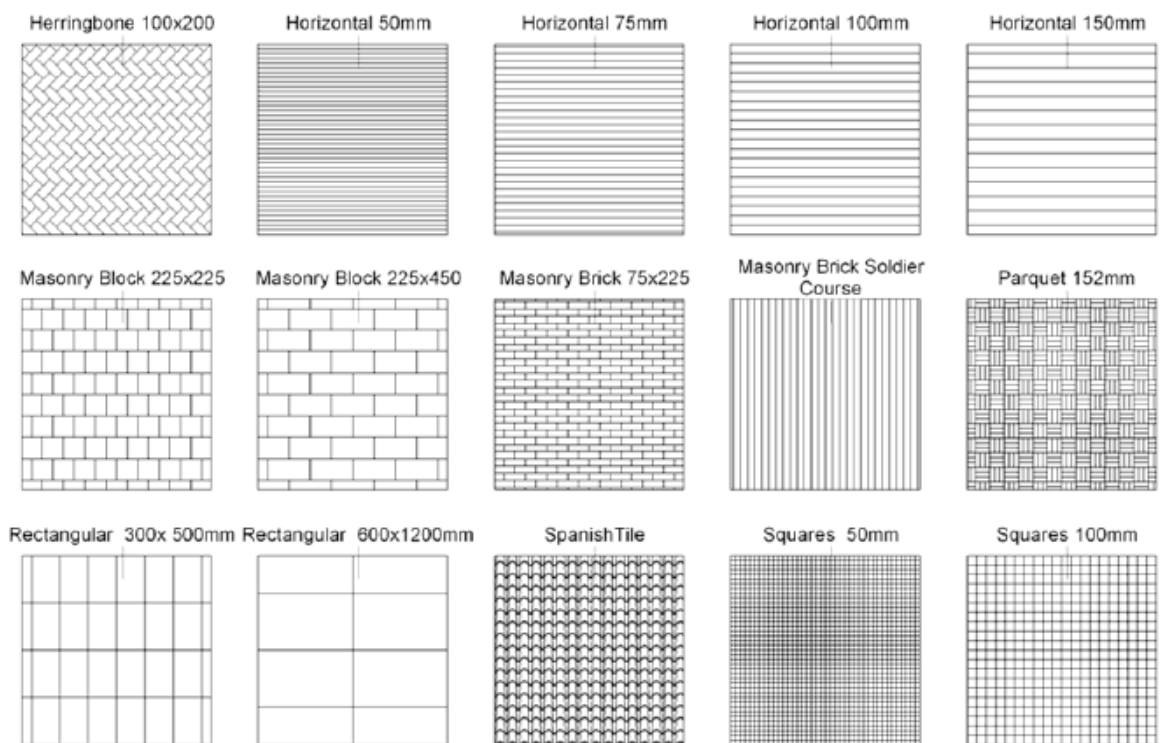 Herringbone 100x200
Horizontal 50mm
Horizontal 75mm
Horizontal 100mm
Horizontal 150mm
Masonry Block 225x225
Masonry Block 225x450
Masonry Brick 75x225
Masonry Brick Soldier
Course
Parquet 152mm
Rectangular 300x 500mm
Rectangular 600x1200mm
SpanishTile
Squares 50mm
Squares 100mm